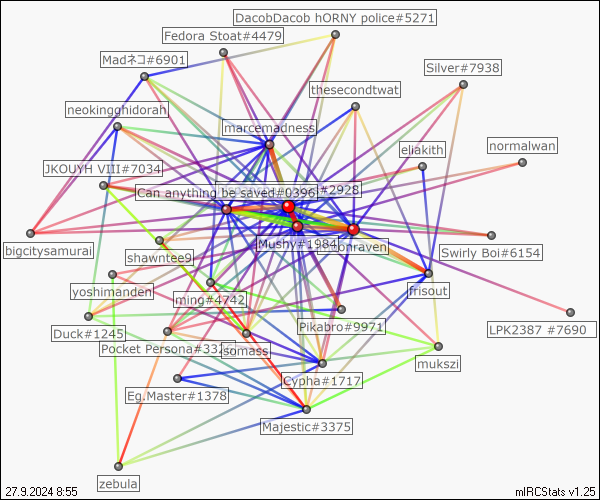 DacobDacob hORNY police#5271
Fedora Stoat#4479
Madネコ#6901
Silver#7938
thesecondtwat
neokingghidorah
marcemadness
eliakith
normalwan
JKOUYH VIII#7034
Can anything be saved#0396
#2928
bigcitysamurai
Mushy#1984
Swirly Boi#6154
shawntee9
yoshimanden
ming#4742
frisout
Duck#1245
Pikabro#9971
LPK2387 #7690
Pocket Persona#332
somass
mukszi
Cypha#1717
Eg.Master#1378
Majestic#3375
zebula
27.9.2024 8:55
mIRCStats v1.25